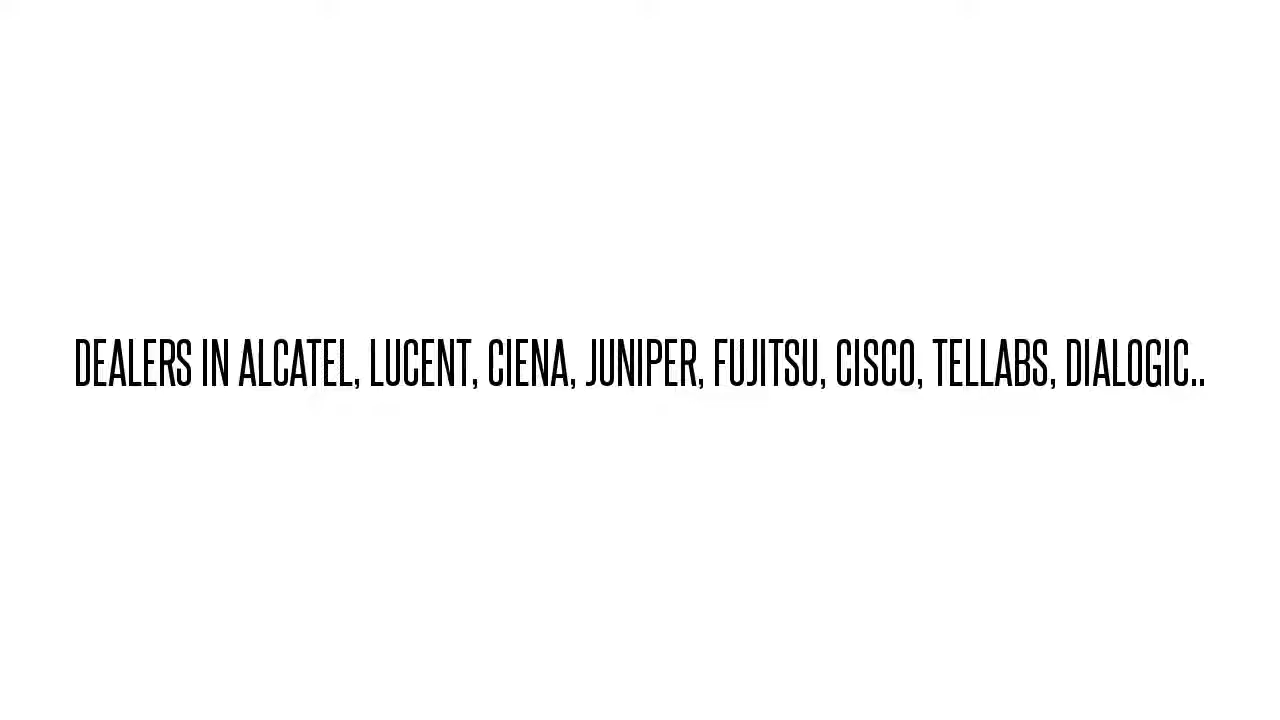 DEALERS IN ALCATEL, LUCENT, CIENA, JUNIPER, FUJITSU, CISCO, TELLABS, DIALOGIC..